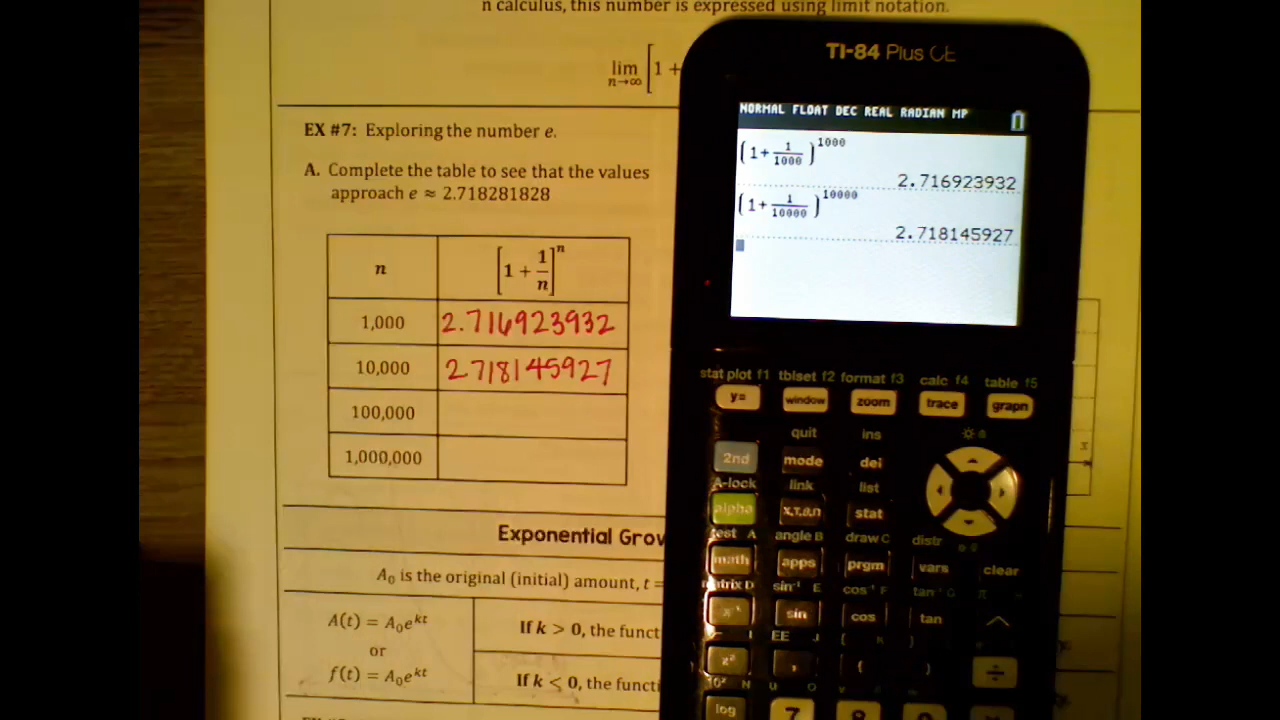 n calculus, this number is expressed using limit notation.
lim
n→∞
[1 +
EX #7: Exploring the number e.
A. Complete the table to see that the values
approach e ≈ 2.718281828
n [1 + 1/n]^n
1,000 2.716923932
10,000 2.718145927
100,000
1,000,000
Exponential Grow
A₀ is the original (initial) amount, t =
A(t) = A₀e^kt
or
f(t) = A₀e^kt
If k > 0, the funct
If k < 0, the functi
TI-84 Plus CE
NORMAL FLOAT DEC REAL RADIAN MP
(1+1/1000)^1000
2.716923932
(1+1/10000)^10000
2.718145927
stat plot f1 tblset f2 format f3 calc f4 table f5
y= window zoom trace graph
quit ins
2nd mode del
A-lock link list
alpha X,T,θ,n stat
test A angle B draw C distr
math apps prgm vars clear
matrix D sin⁻¹ E cos⁻¹ F tan⁻¹ G π
x⁻¹ sin cos tan ^
EE J { K }
x² , ( ) ÷
10ˣ N u O v w
log 7 8 9